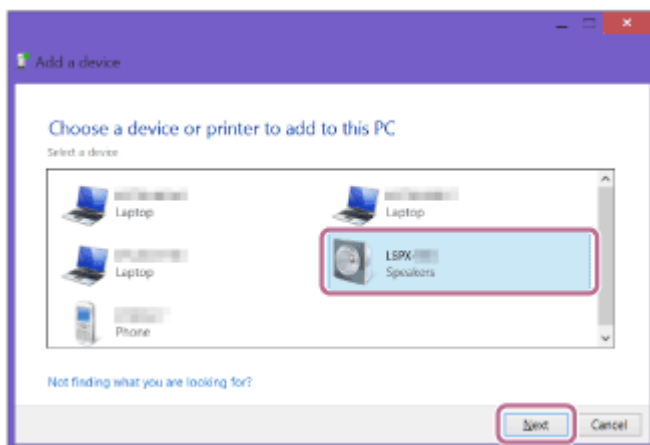 Add a device
Choose a device or printer to add to this PC
Select a device
Laptop
Laptop
Laptop
LSPX-
Speakers
Phone
Not finding what you are looking for?
Next
Cancel